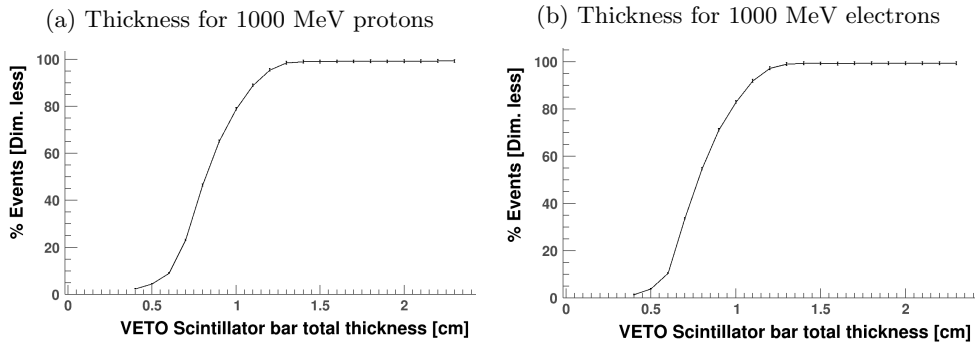 (a) Thickness for 1000 MeV protons
% Events [Dim. less]
100
80
60
40
20
0
0 0.5 1 1.5 2
VETO Scintillator bar total thickness [cm]
(b) Thickness for 1000 MeV electrons
% Events [Dim. less]
100
80
60
40
20
0
0 0.5 1 1.5 2
VETO Scintillator bar total thickness [cm]